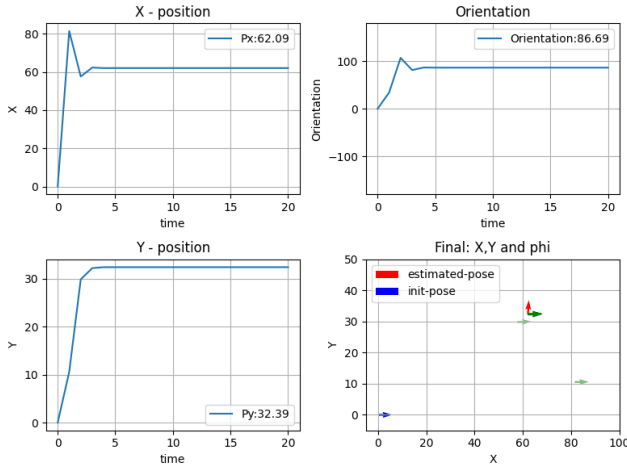 X - position
80
60
40
20
0
X
Px:62.09
0
5
10
15
20
time
Orientation
100
0
−100
Orientation
Orientation:86.69
0
5
10
15
20
time
Y - position
30
20
10
0
Y
Py:32.39
0
5
10
15
20
time
Final: X,Y and phi
50
40
30
20
10
0
Y
estimated-pose
init-pose
0
20
40
60
80
100
X